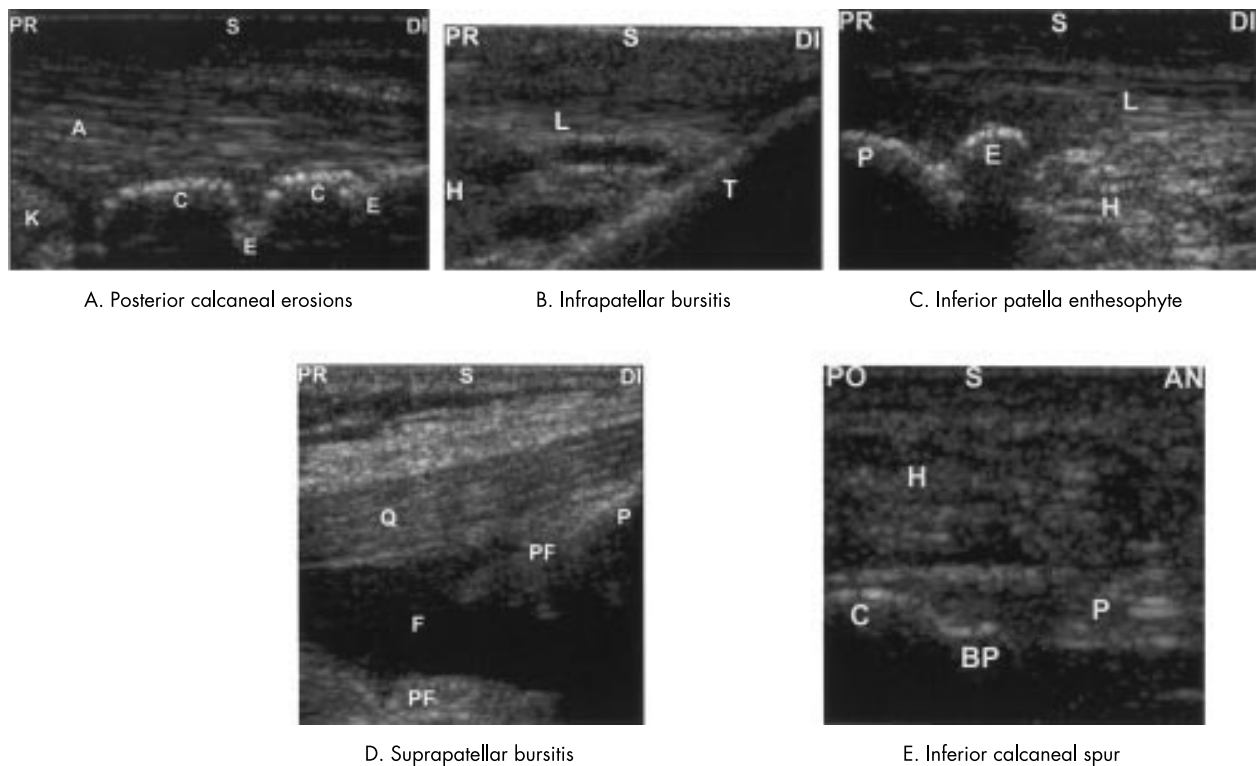 PR S DI
A
C C E
K
E
PR S DI
L
H T
PR S DI
L
P E
H
A. Posterior calcaneal erosions
B. Infrapatellar bursitis
C. Inferior patella enthesophyte
PR S DI
Q
P
PF
F
PF
D. Suprapatellar bursitis
PO S AN
H
C P
BP
E. Inferior calcaneal spur